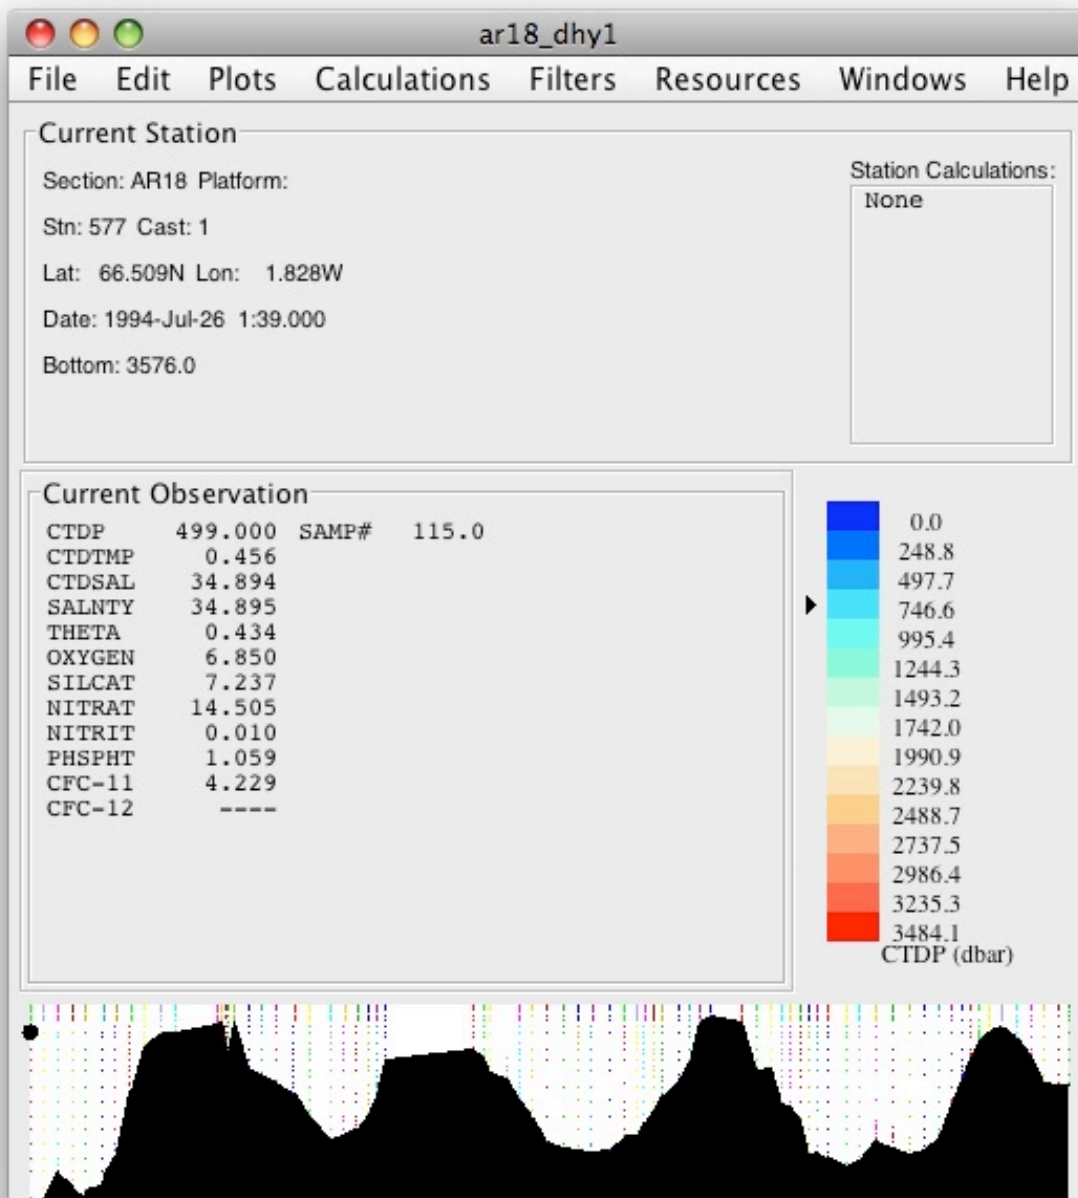 ar18_dhy1
File Edit Plots Calculations Filters Resources Windows Help
Current Station
Section: AR18 Platform:
Stn: 577 Cast: 1
Lat: 66.509N Lon: 1.828W
Date: 1994-Jul-26 1:39.000
Bottom: 3576.0
Station Calculations:
None
Current Observation
CTDP 499.000 SAMP# 115.0
CTDTMP 0.456
CTDSAL 34.894
SALNTY 34.895
THETA 0.434
OXYGEN 6.850
SILCAT 7.237
NITRAT 14.505
NITRIT 0.010
PHSPHT 1.059
CFC-11 4.229
CFC-12 ----
0.0
248.8
497.7
746.6
995.4
1244.3
1493.2
1742.0
1990.9
2239.8
2488.7
2737.5
2986.4
3235.3
3484.1
CTDP (dbar)